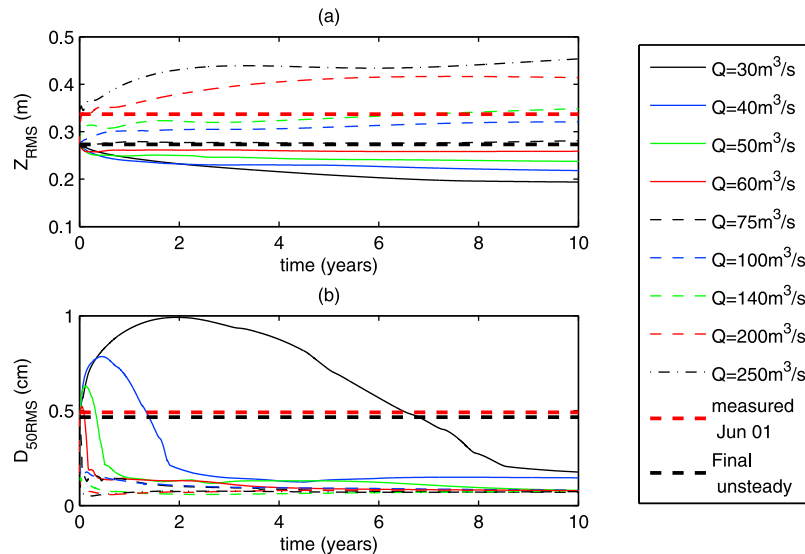 (a)
0.5
0.4
0.3
0.2
0.1
0 2 4 6 8 10
Z_RMS (m)
time (years)
(b)
1
0.5
0
0 2 4 6 8 10
D_50RMS (cm)
time (years)
Q=30m³/s
Q=40m³/s
Q=50m³/s
Q=60m³/s
Q=75m³/s
Q=100m³/s
Q=140m³/s
Q=200m³/s
Q=250m³/s
measured
Jun 01
Final
unsteady